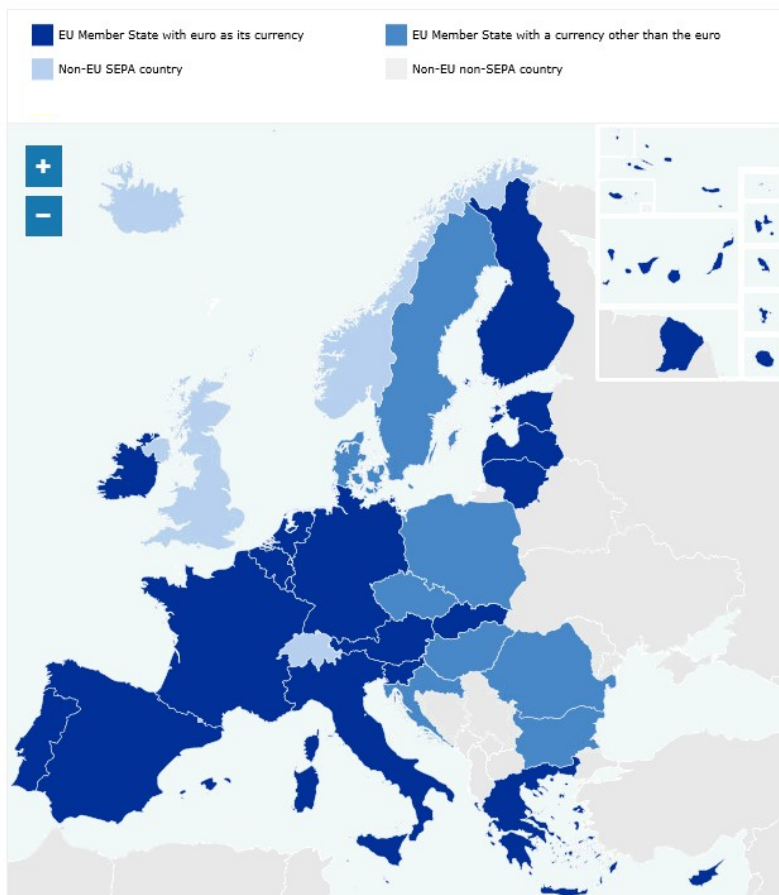 EU Member State with euro as its currency
EU Member State with a currency other than the euro
Non-EU SEPA country
Non-EU non-SEPA country
+
−